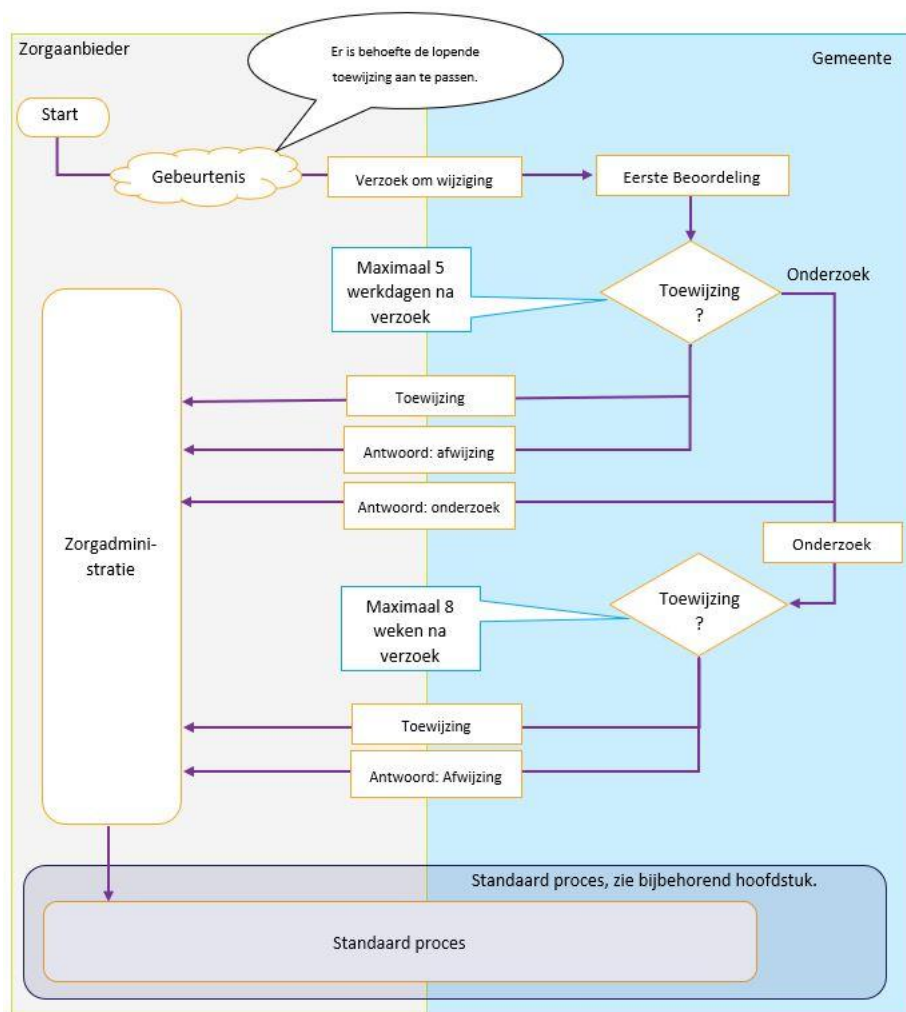 Zorgaanbieder
Er is behoefte de lopende
toewijzing aan te passen.
Gemeente
Start
Gebeurtenis
Verzoek om wijziging
Eerste Beoordeling
Maximaal 5
werkdagen na
verzoek
Toewijzing
?
Onderzoek
Toewijzing
Antwoord: afwijzing
Antwoord: onderzoek
Zorgadmini-
stratie
Onderzoek
Maximaal 8
weken na
verzoek
Toewijzing
?
Toewijzing
Antwoord: Afwijzing
Standaard proces, zie bijbehorend hoofdstuk.
Standaard proces